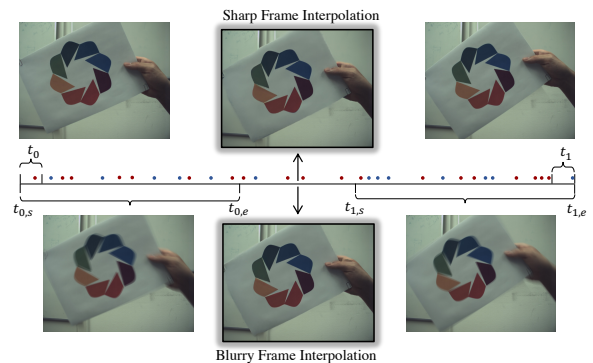 Sharp Frame Interpolation
t₀
t₁
t₀,ₛ
t₀,ₑ
t₁,ₛ
t₁,ₑ
Blurry Frame Interpolation